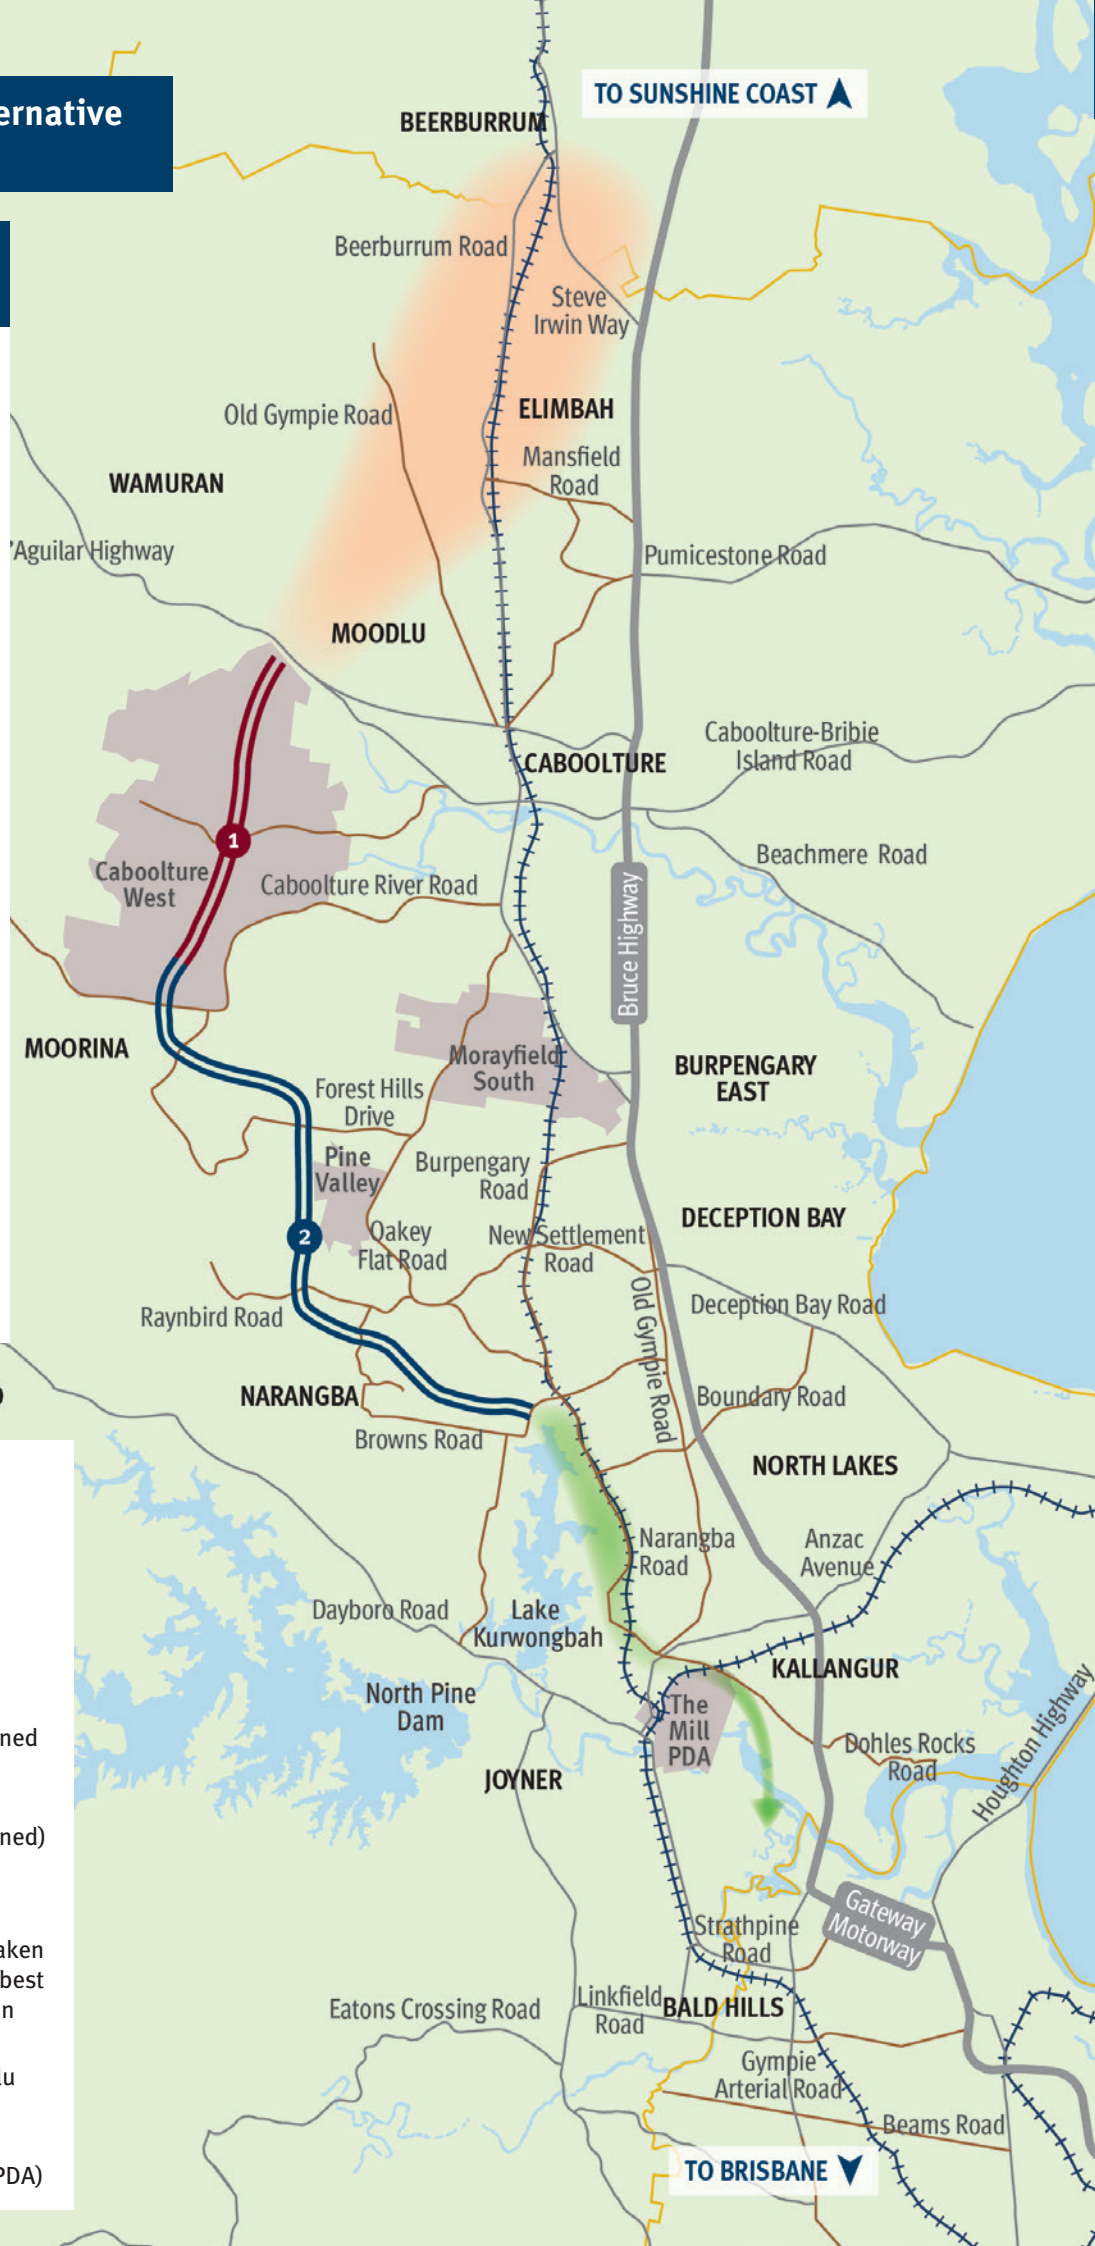 ernative
TO SUNSHINE COAST
BEERBURRUM
Beerburrum Road
Steve
Irwin Way
Old Gympie Road
ELIMBAH
Mansfield
Road
WAMURAN
'Aguilar Highway
Pumicestone Road
MOODLU
Caboolture-Bribie
Island Road
CABOOLTURE
1
Beachmere Road
Caboolture
West
Caboolture River Road
Bruce Highway
MOORINA
Morayfield
South
BURPENGARY
EAST
Forest Hills
Drive
Pine
Valley
Burpengary
Road
DECEPTION BAY
2
Oakey
Flat Road
New Settlement
Road
Raynbird Road
Old Gympie Road
Deception Bay Road
NARANGBA
Boundary Road
Browns Road
NORTH LAKES
Narangba
Road
Anzac
Avenue
Dayboro Road
Lake
Kurwongbah
KALLANGUR
North Pine
Dam
The
Mill
PDA
ned
Dohles Rocks
Road
Houghton Highway
JOYNER
ned)
Gateway
Motorway
Strathpine
Road
aken
best
n
Eatons Crossing Road
Linkfield
Road
BALD HILLS
lu
Gympie
Arterial Road
Beams Road
PDA)
TO BRISBANE